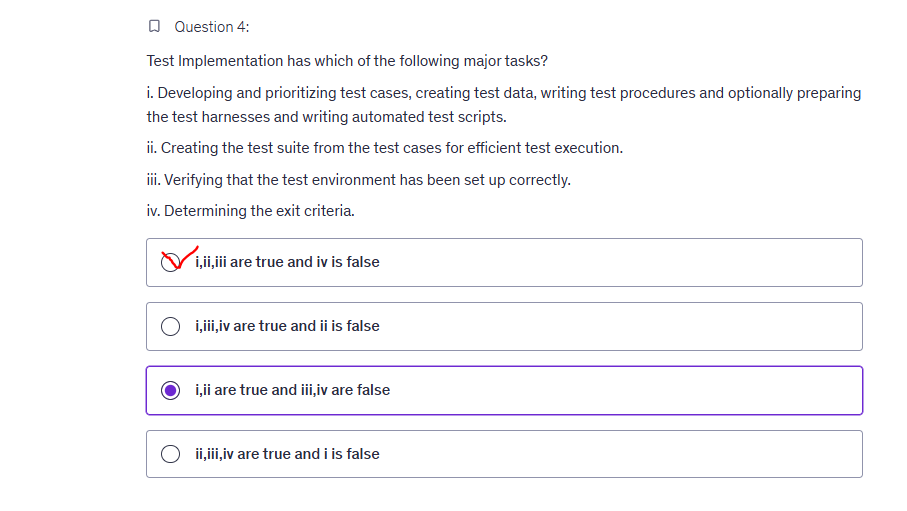 Question 4:
Test Implementation has which of the following major tasks?
i. Developing and prioritizing test cases, creating test data, writing test procedures and optionally preparing
the test harnesses and writing automated test scripts.
ii. Creating the test suite from the test cases for efficient test execution.
iii. Verifying that the test environment has been set up correctly.
iv. Determining the exit criteria.
i,ii,iii are true and iv is false
i,iii,iv are true and ii is false
i,ii are true and iii,iv are false
ii,iii,iv are true and i is false